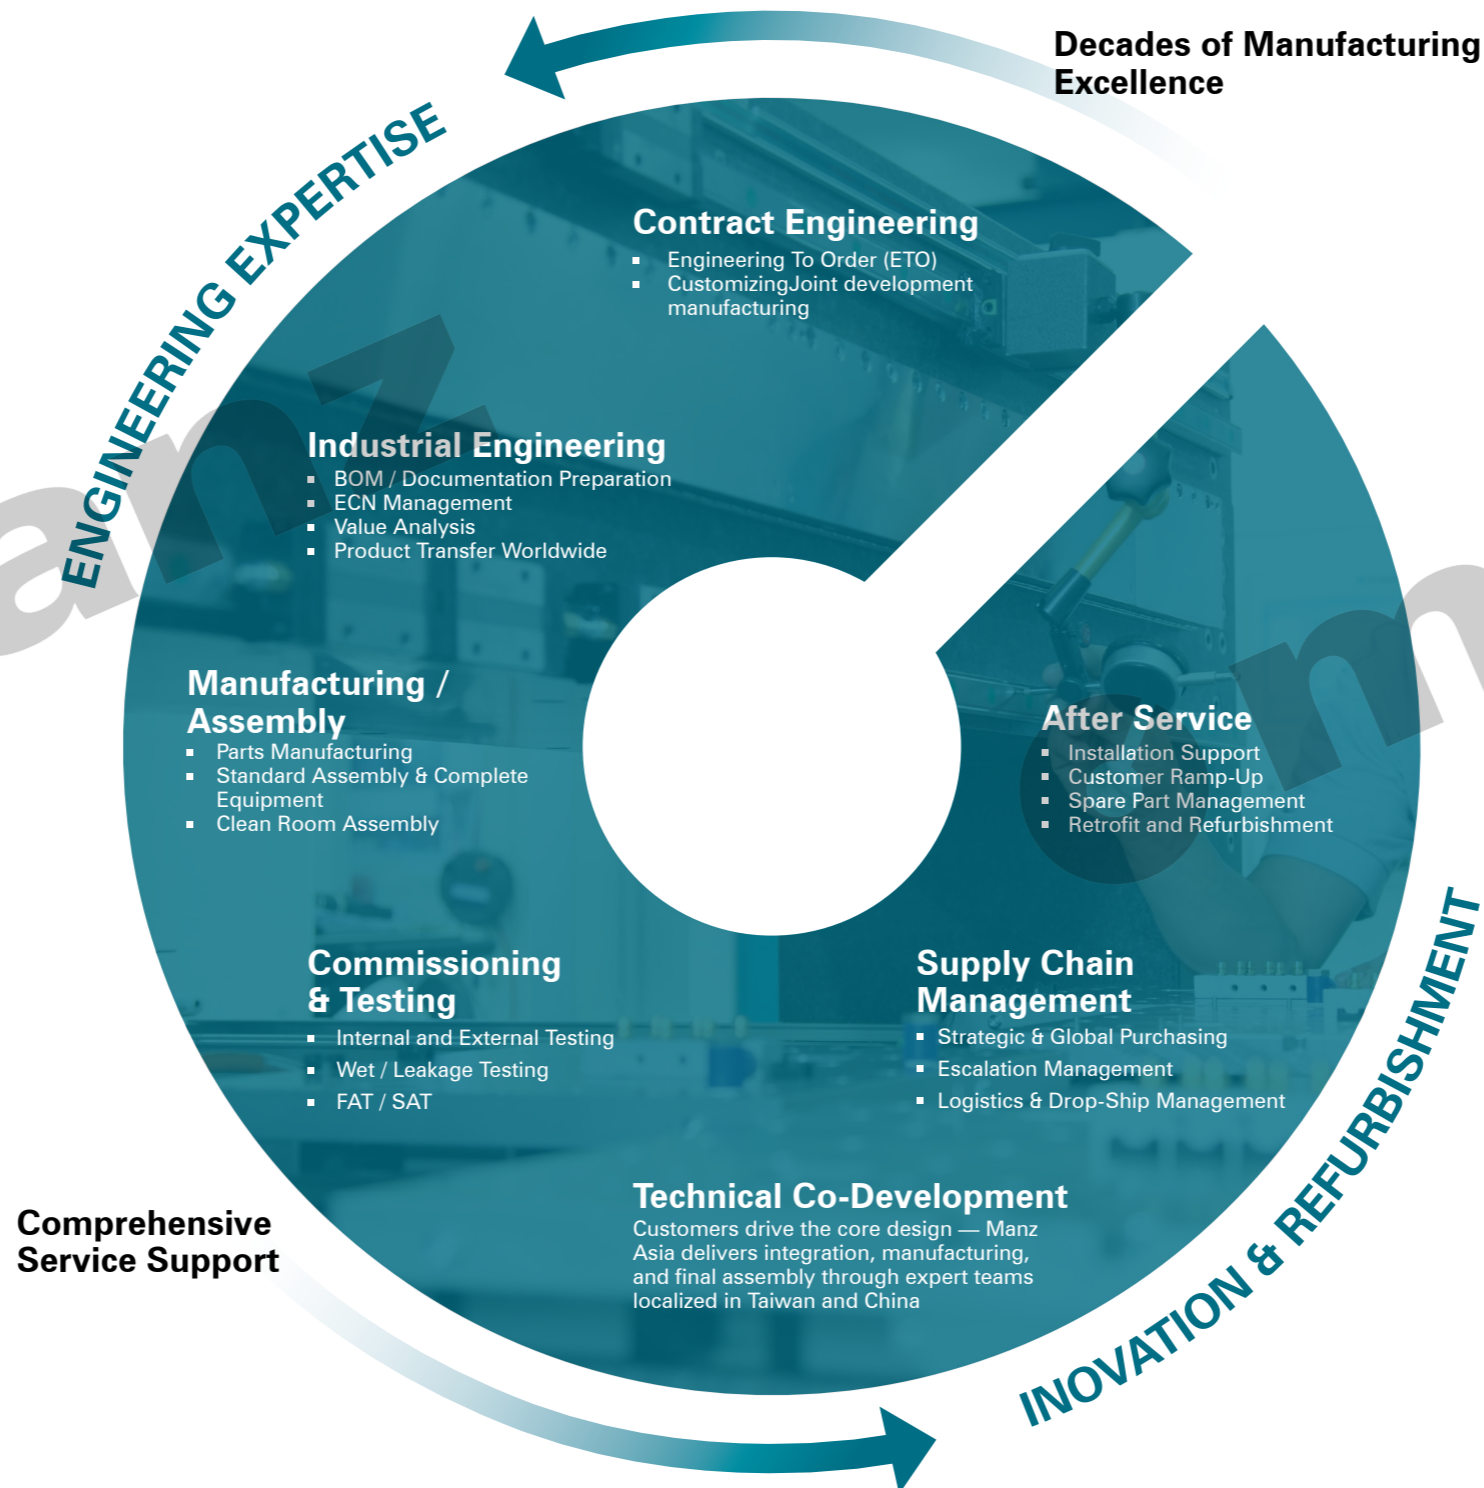 Decades of Manufacturing
Excellence
ENGINEERING EXPERTISE
Contract Engineering
▪ Engineering To Order (ETO)
▪ CustomizingJoint development
manufacturing
Industrial Engineering
▪ BOM / Documentation Preparation
▪ ECN Management
▪ Value Analysis
▪ Product Transfer Worldwide
Manufacturing /
Assembly
▪ Parts Manufacturing
▪ Standard Assembly & Complete
Equipment
▪ Clean Room Assembly
Commissioning
& Testing
▪ Internal and External Testing
▪ Wet / Leakage Testing
▪ FAT / SAT
Technical Co-Development
Customers drive the core design — Manz
Asia delivers integration, manufacturing,
and final assembly through expert teams
localized in Taiwan and China
Supply Chain
Management
▪ Strategic & Global Purchasing
▪ Escalation Management
▪ Logistics & Drop-Ship Management
After Service
▪ Installation Support
▪ Customer Ramp-Up
▪ Spare Part Management
▪ Retrofit and Refurbishment
INOVATION & REFURBISHMENT
Comprehensive
Service Support
anz
om